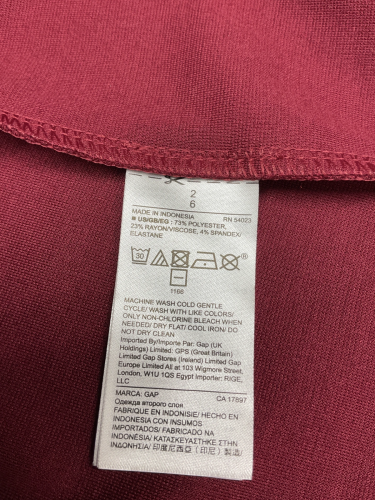 2
6
MADE IN INDONESIA RN 54023
■ US/GB/EG : 73% POLYESTER,
23% RAYON/VISCOSE, 4% SPANDEX/
ELASTANE
30
®
1168
MACHINE WASH COLD GENTLE
CYCLE/ WASH WITH LIKE COLORS/
ONLY NON-CHLORINE BLEACH WHEN
NEEDED/ DRY FLAT/ COOL IRON/ DO
NOT DRY CLEAN
Imported By/Importe Par: Gap (UK
Holdings) Limited: GPS (Great Britain)
Limited Gap Stores (Ireland) Limited Gap
Europe Limited All at 103 Wigmore Street,
London, W1U 1QS Egypt Importer: RIGE,
LLC
MARCA: GAP CA 17897
Одежда второго слоя
FABRIQUE EN INDONESIE/ HECHO EN
INDONESIA CON INSUMOS
IMPORTADOS/ FABRICADO NA
INDONÉSIA/ ΚΑΤΑΣΚΕΥΑΣΤΗΚΕ ΣΤΗΝ
ΙΝΔΟΝΗΣΙΑ/ 印度尼西亞 (印尼) 製造/